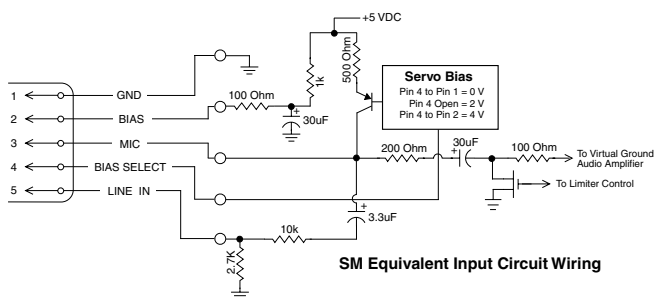 +5 VDC
500 Ohm
1k
Servo Bias
Pin 4 to Pin 1 = 0 V
Pin 4 Open = 2 V
Pin 4 to Pin 2 = 4 V
1 GND
100 Ohm
2 BIAS
+
30uF
3 MIC
200 Ohm
30uF
+
100 Ohm
To Virtual Ground
Audio Amplifier
To Limiter Control
4 BIAS SELECT
5 LINE IN
+
3.3uF
10k
2.7K
SM Equivalent Input Circuit Wiring